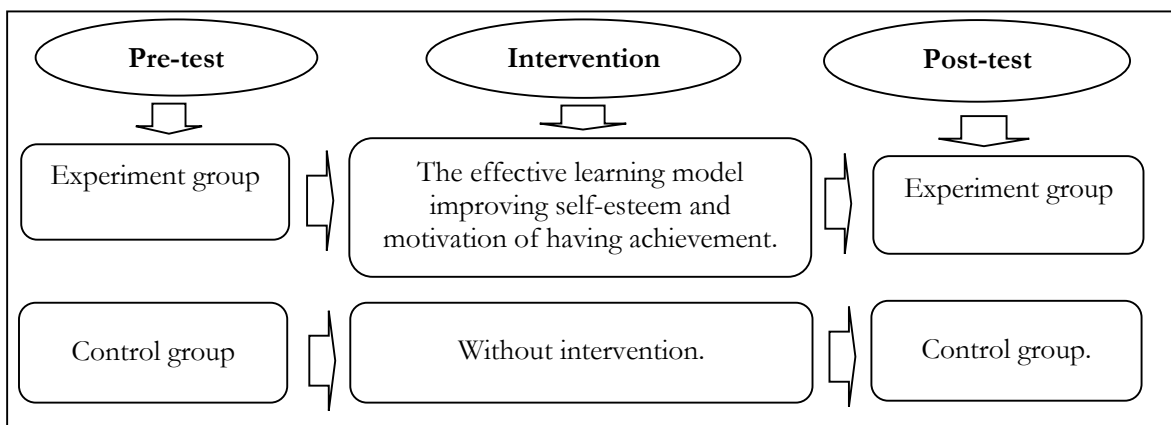 Pre-test
Intervention
Post-test
Experiment group
The effective learning model
improving self-esteem and
motivation of having achievement.
Experiment group
Control group
Without intervention.
Control group.